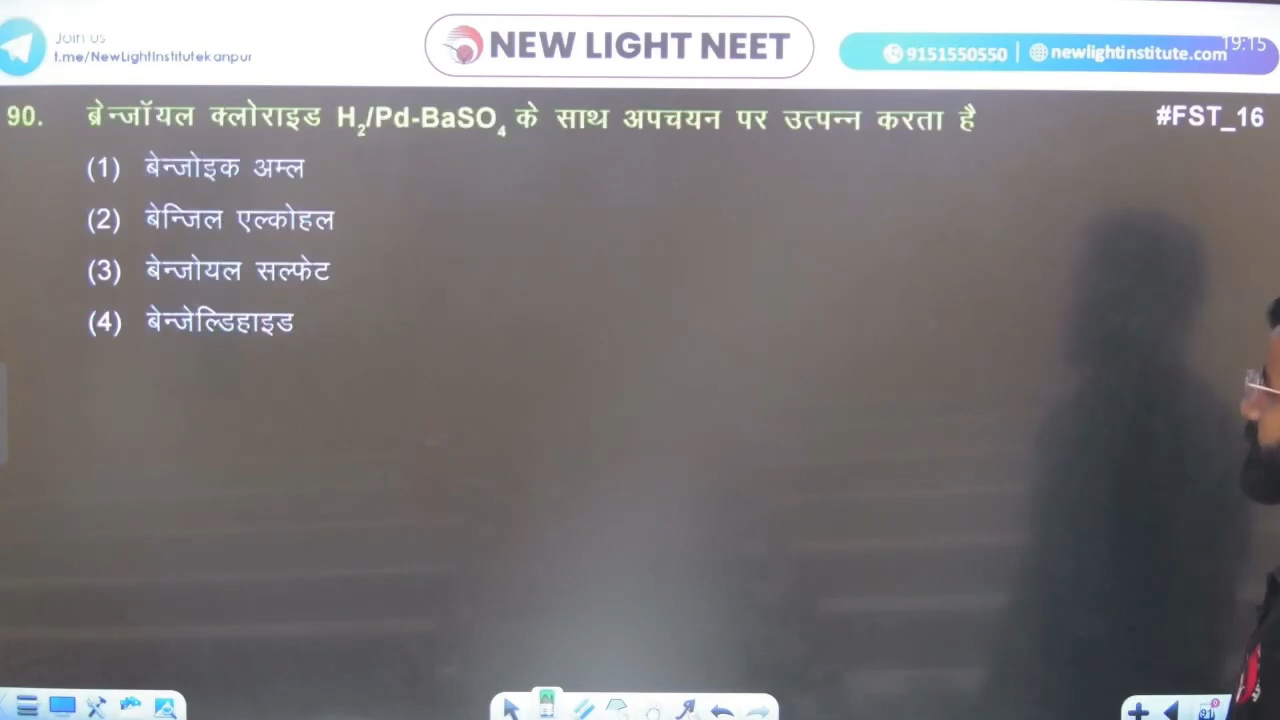 Join us
t.me/NewLightInstitutekanpur
NEW LIGHT NEET
9151550550 | newlightinstitute.com
19:15
90. ब्रेन्जॉयल क्लोराइड H₂/Pd-BaSO₄ के साथ अपचयन पर उत्पन्न करता है
#FST_16
(1) बेन्जोइक अम्ल
(2) बेन्जिल एल्कोहल
(3) बेन्जोयल सल्फेट
(4) बेन्जेल्डिहाइड
91